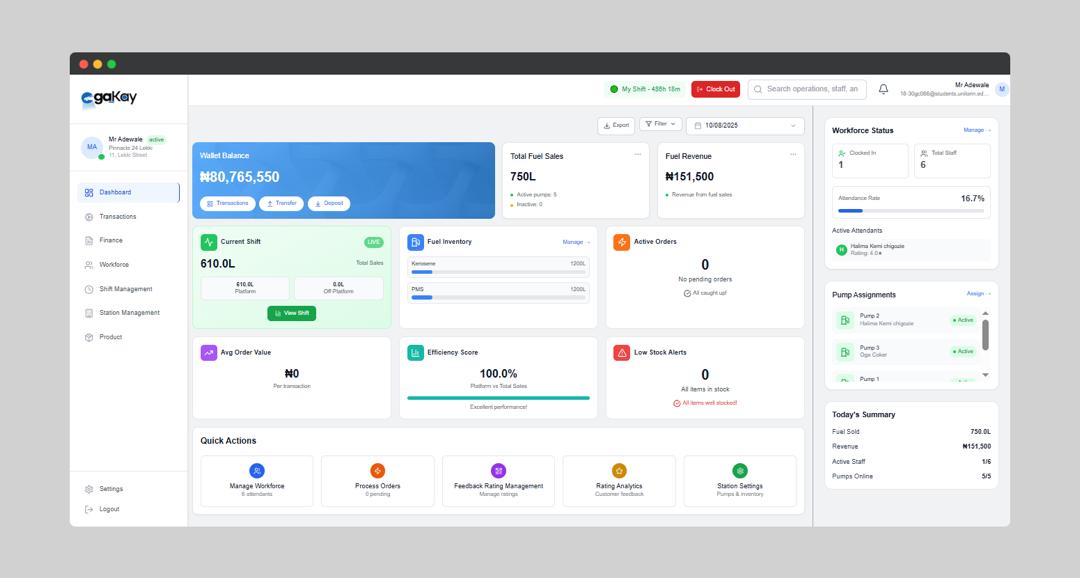 gaKay
My Shift - 488h 18m
Clock Out
Search operations, staff, an
Mr Adewale
M
MA
Mr Adewale active
Pinnacle 24 Lekki
11, Lekki Street
Dashboard
Transactions
Finance
Workforce
Shift Management
Station Management
Product
Settings
Logout
Export
Filter
10/08/2025
Wallet Balance
₦80,765,550
Transactions
Transfer
Deposit
Total Fuel Sales
750L
Active pumps: 5
Inactive: 0
Fuel Revenue
₦151,500
Revenue from fuel sales
Current Shift
LIVE
610.0L
Total Sales
610.0L
Platform
0.0L
Off-Platform
View Shift
Fuel Inventory
Manage
Kerosene 1200L
PMS 1200L
Active Orders
0
No pending orders
All caught up!
Avg Order Value
₦0
Per transaction
Efficiency Score
100.0%
Platform vs Total Sales
Excellent performance!
Low Stock Alerts
0
All items in stock
All items well stocked!
Quick Actions
Manage Workforce
6 attendants
Process Orders
0 pending
Feedback Rating Management
Manage ratings
Rating Analytics
Customer feedback
Station Settings
Pumps & inventory
Workforce Status
Manage
Clocked In
1
Total Staff
6
Attendance Rate 16.7%
Active Attendants
H
Halima Kemi chigozie
Rating: 4.0★
Pump Assignments
Assign
Pump 2
Halima Kemi chigozie
Active
Pump 3
Oga Coker
Active
Pump 1
Today's Summary
Fuel Sold 750.0L
Revenue ₦151,500
Active Staff 1/6
Pumps Online 5/5